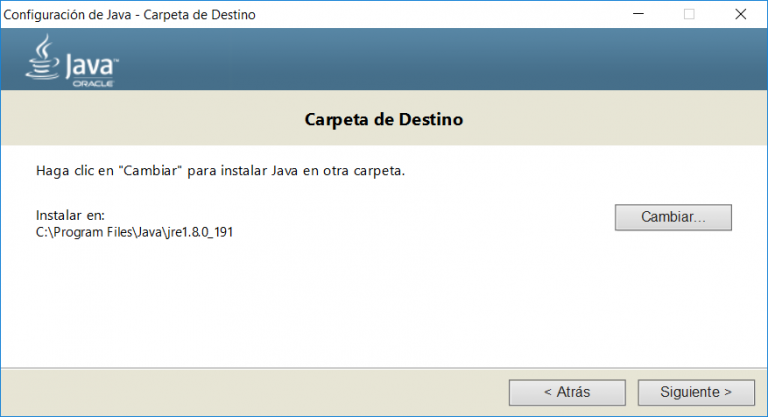 Configuración de Java - Carpeta de Destino
Java™
ORACLE
Carpeta de Destino
Haga clic en "Cambiar" para instalar Java en otra carpeta.
Instalar en:
Cambiar...
C:\Program Files\Java\jre1.8.0_191
< Atrás
Siguiente >